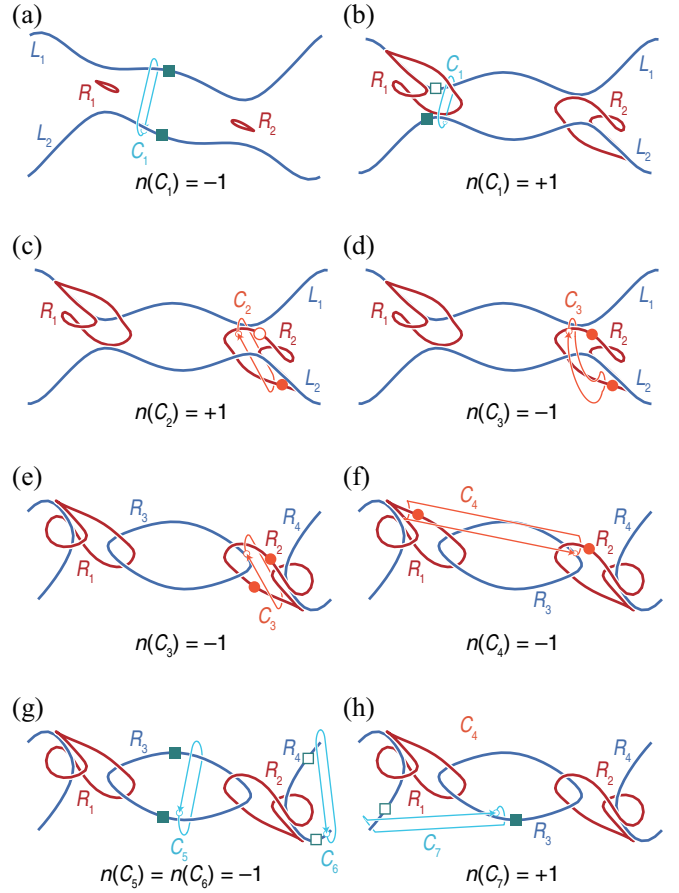 (a) (b)
L₁ R₁ L₂ C₁ R₂
n(C₁) = −1
C₁ R₁ L₁ R₂ L₂
n(C₁) = +1
(c) (d)
R₁ C₂ L₁ R₂ L₂
n(C₂) = +1
R₁ C₃ L₁ R₂ L₂
n(C₃) = −1
(e) (f)
R₃ R₄ R₂ R₁ C₃
n(C₃) = −1
C₄ R₄ R₂ R₁ R₃
n(C₄) = −1
(g) (h)
R₃ R₄ R₂ R₁ C₅ C₆
n(C₅) = n(C₆) = −1
C₄ R₄ R₂ R₁ R₃ C₇
n(C₇) = +1